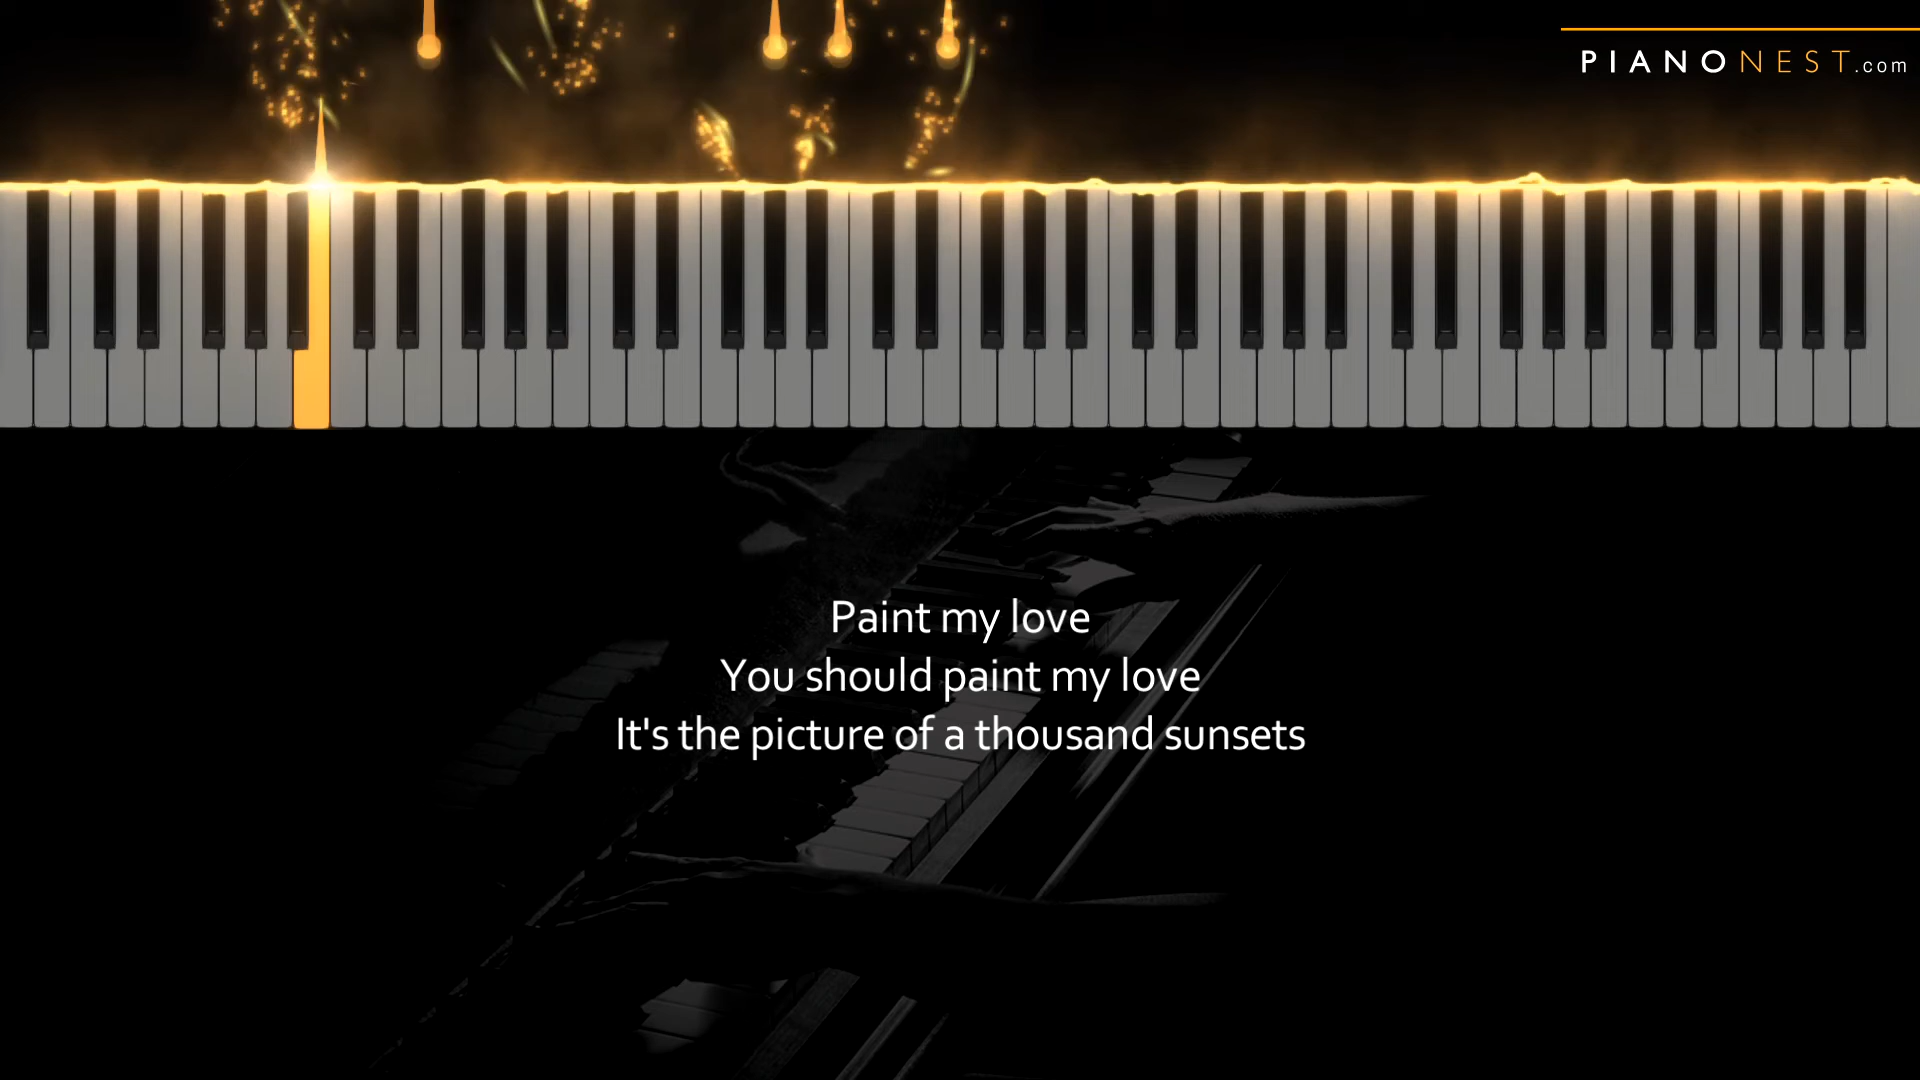 PIANONEST.com
Paint my love
You should paint my love
It's the picture of a thousand sunsets